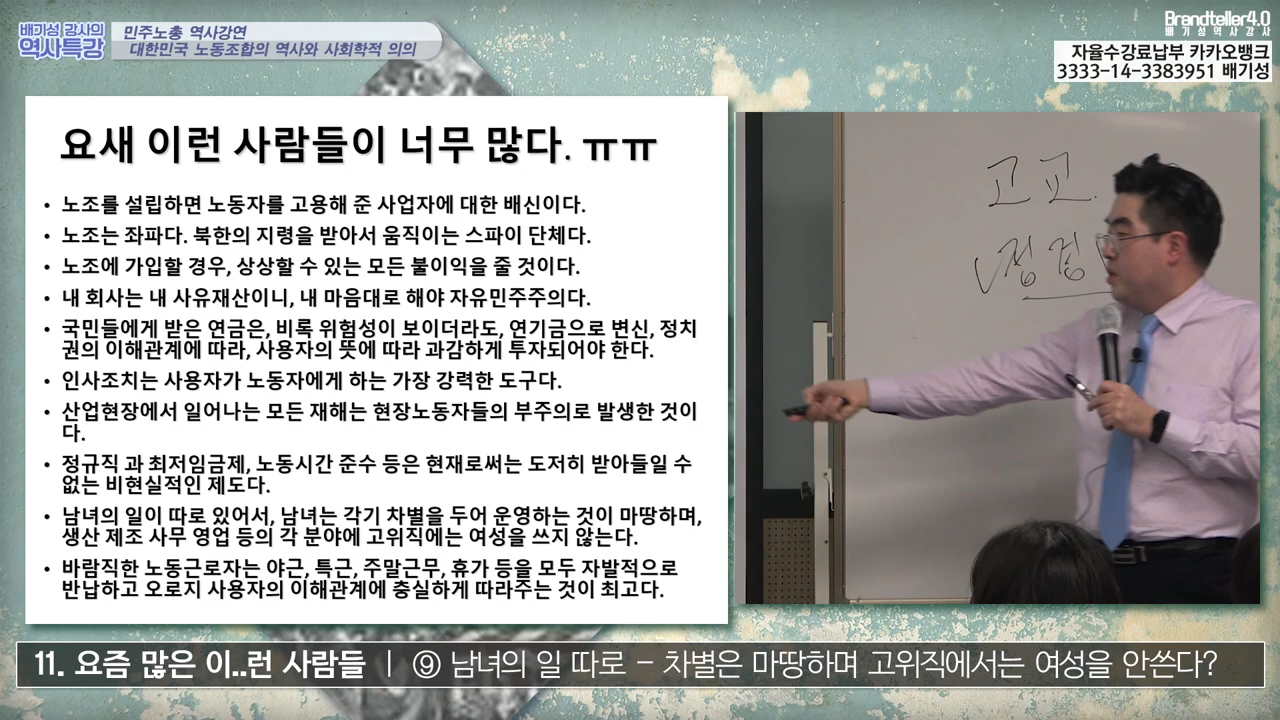 배기성 강사의
역사특강
민주노총 역사강연
대한민국 노동조합의 역사와 사회학적 의의
Brandteller4.0
배기성역사강사
자율수강료납부 카카오뱅크
3333-14-3383951 배기성
요새 이런 사람들이 너무 많다. ㅠㅠ
• 노조를 설립하면 노동자를 고용해 준 사업자에 대한 배신이다.
• 노조는 좌파다. 북한의 지령을 받아서 움직이는 스파이 단체다.
• 노조에 가입할 경우, 상상할 수 있는 모든 불이익을 줄 것이다.
• 내 회사는 내 사유재산이니, 내 마음대로 해야 자유민주주의다.
• 국민들에게 받은 연금은, 비록 위험성이 보이더라도, 연기금으로 변신, 정치
권의 이해관계에 따라, 사용자의 뜻에 따라 과감하게 투자되어야 한다.
• 인사조치는 사용자가 노동자에게 하는 가장 강력한 도구다.
• 산업현장에서 일어나는 모든 재해는 현장노동자들의 부주의로 발생한 것이
다.
• 정규직 과 최저임금제, 노동시간 준수 등은 현재로써는 도저히 받아들일 수
없는 비현실적인 제도다.
• 남녀의 일이 따로 있어서, 남녀는 각기 차별을 두어 운영하는 것이 마땅하며,
생산 제조 사무 영업 등의 각 분야에 고위직에는 여성을 쓰지 않는다.
• 바람직한 노동근로자는 야근, 특근, 주말근무, 휴가 등을 모두 자발적으로
반납하고 오로지 사용자의 이해관계에 충실하게 따라주는 것이 최고다.
고교
11. 요즘 많은 이..런 사람들 | ⑨ 남녀의 일 따로 - 차별은 마땅하며 고위직에서는 여성을 안쓴다?